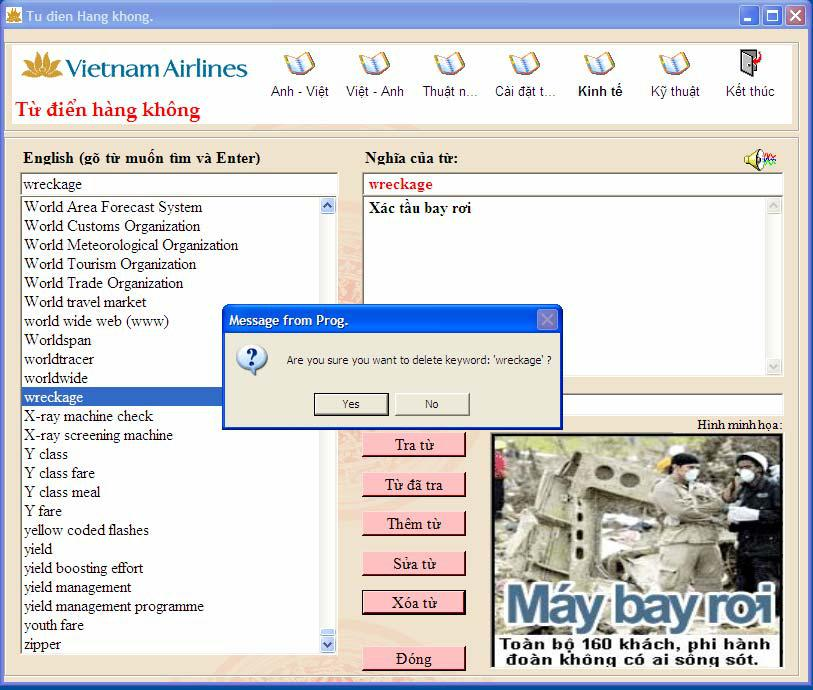 Tu dien Hang khong.
Vietnam Airlines
Từ điển hàng không
Anh - Việt
Việt - Anh
Thuật n...
Cài đặt t...
Kinh tế
Kỹ thuật
Kết thúc
English (gõ từ muốn tìm và Enter)
wreckage
World Area Forecast System
World Customs Organization
World Meteorological Organization
World Tourism Organization
World Trade Organization
World travel market
world wide web (www)
Worldspan
worldtracer
worldwide
wreckage
X-ray machine check
X-ray screening machine
Y class
Y class fare
Y class meal
Y fare
yellow coded flashes
yield
yield boosting effort
yield management
yield management programme
youth fare
zipper
Nghĩa của từ:
wreckage
Xác tầu bay rơi
Message from Prog.
Are you sure you want to delete keyword: 'wreckage' ?
Yes
No
Hình minh họa:
Tra từ
Từ đã tra
Thêm từ
Sửa từ
Xóa từ
Đóng
Máy bay rơi
Toàn bộ 160 khách, phi hành
đoàn không có ai sống sót.